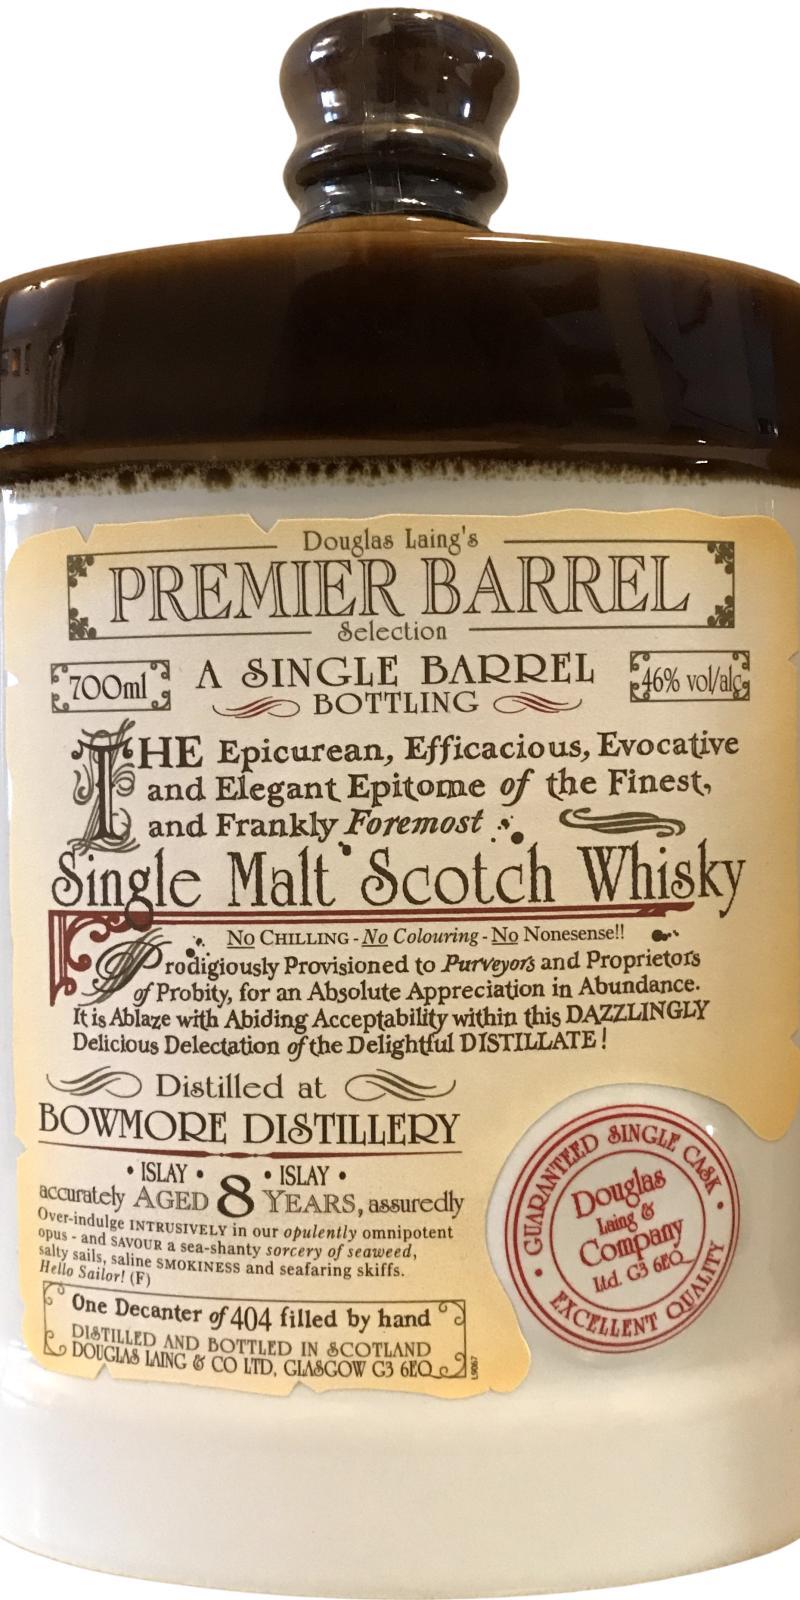 Douglas Laing's
PREMIER BARREL
Selection
700ml
A SINGLE BARREL
BOTTLING
46% vol/alc
THE Epicurean, Efficacious, Evocative
and Elegant Epitome of the Finest,
and Frankly Foremost
Single Malt Scotch Whisky
No CHILLING - No Colouring - No Nonesense!!
Prodigiously Provisioned to Purveyors and Proprietors
of Probity, for an Absolute Appreciation in Abundance.
It is Ablaze with Abiding Acceptability within this DAZZLINGLY
Delicious Delectation of the Delightful DISTILLATE!
Distilled at
BOWMORE DISTILLERY
• ISLAY • • ISLAY •
accurately AGED 8 YEARS, assuredly
Over-indulge INTRUSIVELY in our opulently omnipotent
opus - and SAVOUR a sea-shanty sorcery of seaweed,
salty sails, saline SMOKINESS and seafaring skiffs.
Hello Sailor! (F)
One Decanter of 404 filled by hand
DISTILLED AND BOTTLED IN SCOTLAND
DOUGLAS LAING & CO LTD, GLASGOW G3 6EQ
L9067
• GUARANTEED SINGLE CASK •
EXCELLENT QUALITY
Douglas
Laing &
Company
Ltd. G3 6EQ